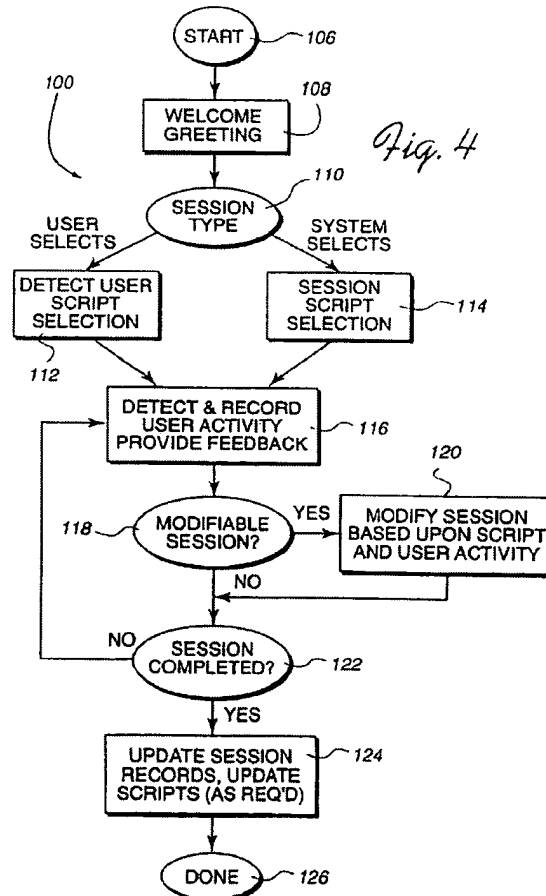 START
106
100
108
WELCOME
GREETING
Fig. 4
110
SESSION
TYPE
USER
SELECTS
SYSTEM
SELECTS
DETECT USER
SCRIPT
SELECTION
112
SESSION
SCRIPT
SELECTION
114
DETECT & RECORD
USER ACTIVITY
PROVIDE FEEDBACK
116
118
MODIFIABLE
SESSION?
YES
120
MODIFY SESSION
BASED UPON SCRIPT
AND USER ACTIVITY
NO
NO
SESSION
COMPLETED?
122
YES
UPDATE SESSION
RECORDS, UPDATE
SCRIPTS (AS REQ'D)
124
DONE
126